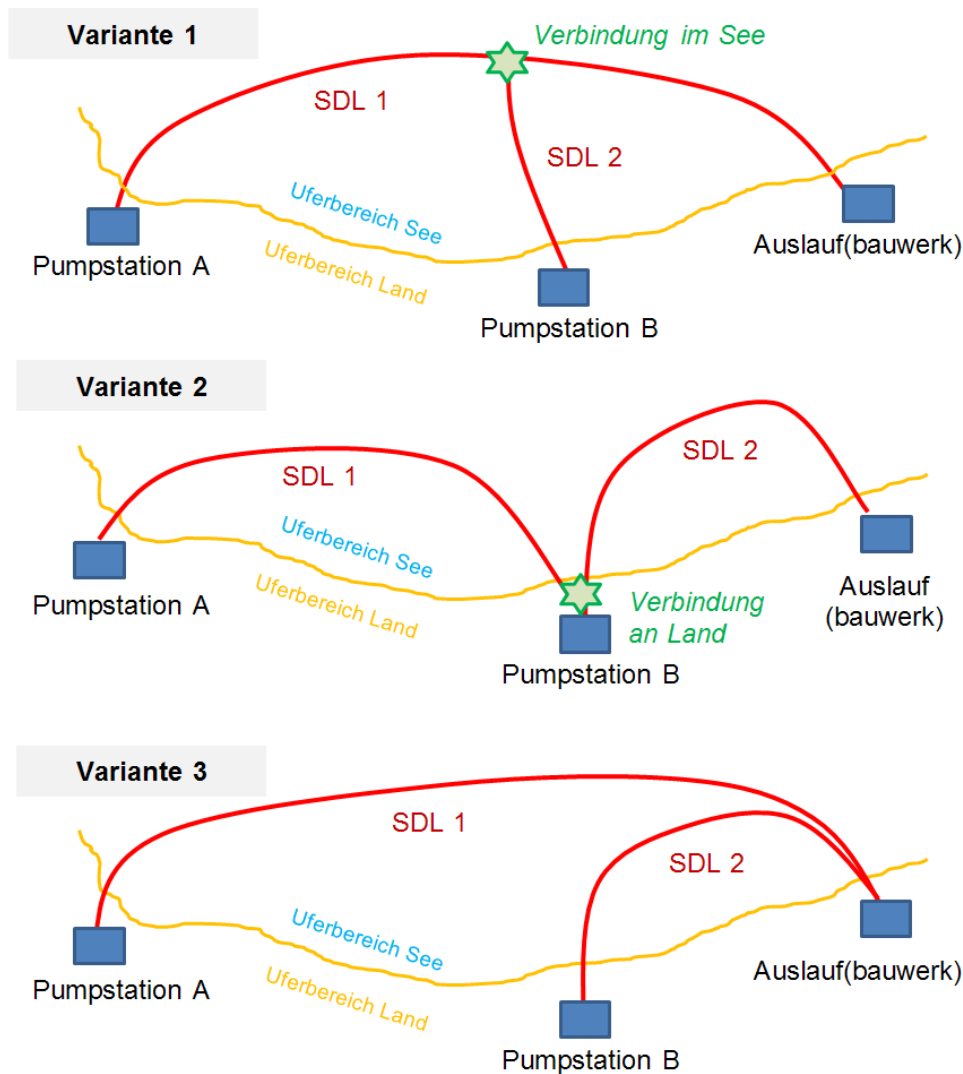 Variante 1
Verbindung im See
SDL 1
SDL 2
Uferbereich See
Uferbereich Land
Pumpstation A
Auslauf(bauwerk)
Pumpstation B
Variante 2
SDL 2
SDL 1
Uferbereich See
Uferbereich Land
Pumpstation A
Auslauf
(bauwerk)
Verbindung
an Land
Pumpstation B
Variante 3
SDL 1
SDL 2
Uferbereich See
Uferbereich Land
Pumpstation A
Auslauf(bauwerk)
Pumpstation B